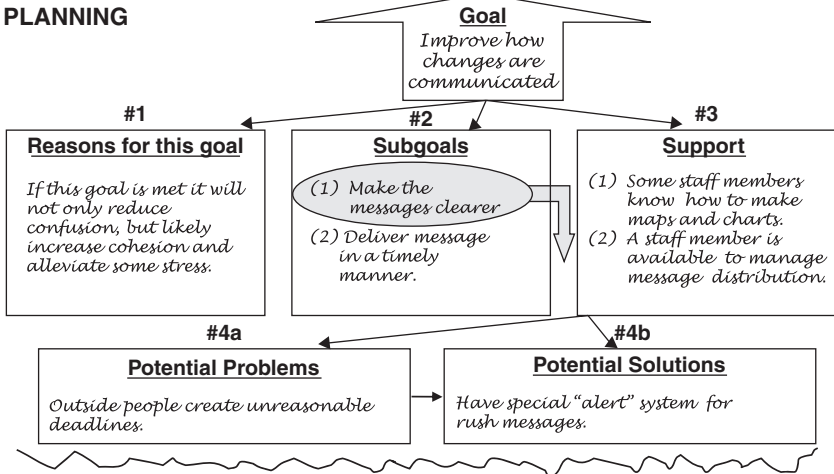 PLANNING
Goal
Improve how
changes are
communicated
#1
Reasons for this goal
If this goal is met it will
not only reduce
confusion, but likely
increase cohesion and
alleviate some stress.
#2
Subgoals
(1) Make the
messages clearer
(2) Deliver message
in a timely
manner.
#3
Support
(1) Some staff members
know how to make
maps and charts.
(2) A staff member is
available to manage
message distribution.
#4a
Potential Problems
Outside people create unreasonable
deadlines.
#4b
Potential Solutions
Have special “alert” system for
rush messages.